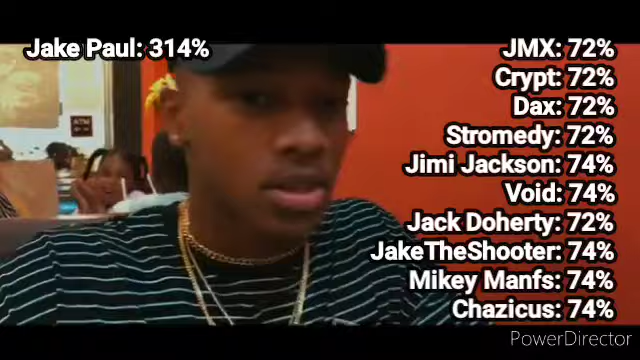 Jake Paul: 314%
JMX: 72%
Crypt: 72%
Dax: 72%
Stromedy: 72%
Jimi Jackson: 74%
Void: 74%
Jack Doherty: 72%
JakeTheShooter: 74%
Mikey Manfs: 74%
Chazicus: 74%
ATM
PowerDirector